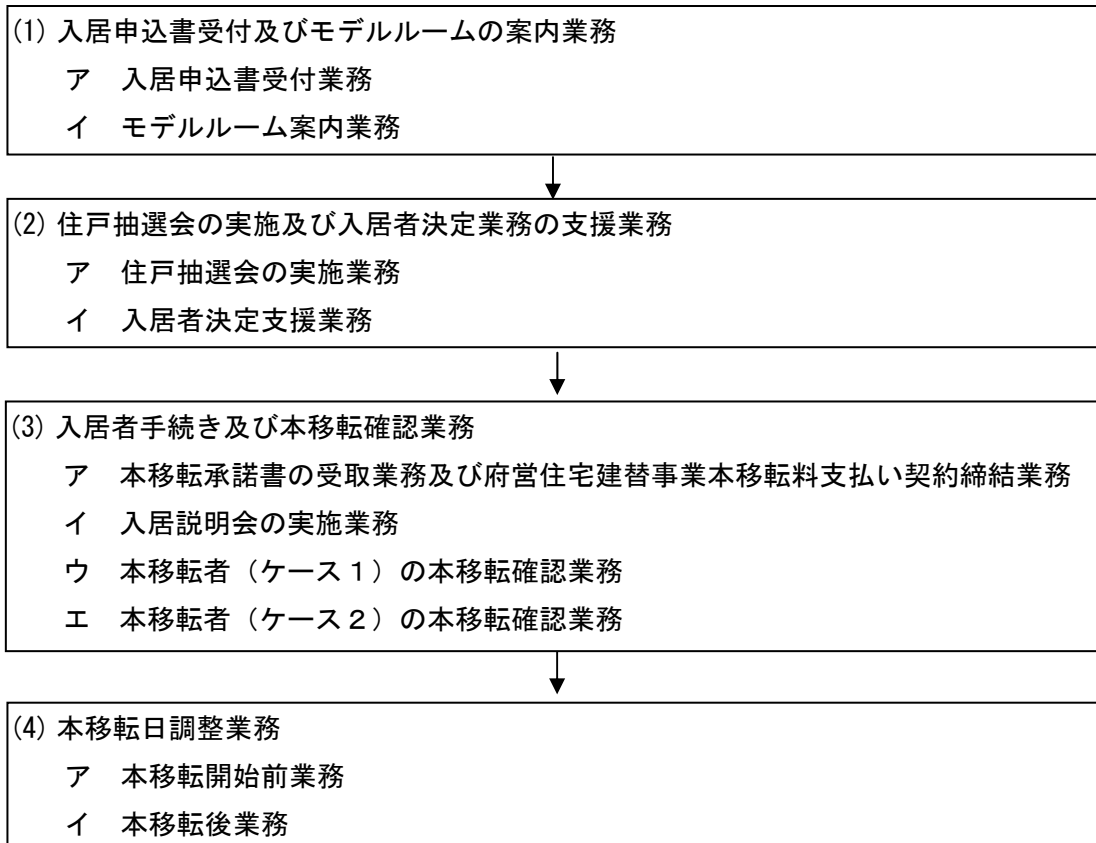 (1) 入居申込書受付及びモデルルームの案内業務
ア 入居申込書受付業務
イ モデルルーム案内業務
(2) 住戸抽選会の実施及び入居者決定業務の支援業務
ア 住戸抽選会の実施業務
イ 入居者決定支援業務
(3) 入居者手続き及び本移転確認業務
ア 本移転承諾書の受取業務及び府営住宅建替事業本移転料支払い契約締結業務
イ 入居説明会の実施業務
ウ 本移転者（ケース１）の本移転確認業務
エ 本移転者（ケース２）の本移転確認業務
(4) 本移転日調整業務
ア 本移転開始前業務
イ 本移転後業務